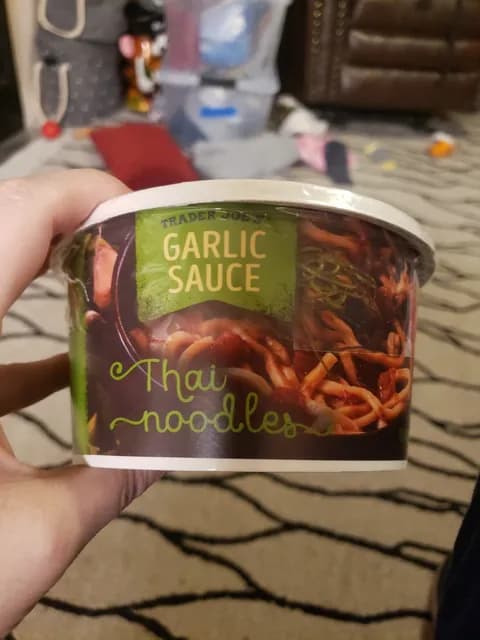 TRADER JOE'S
GARLIC
SAUCE
Thai
noodles